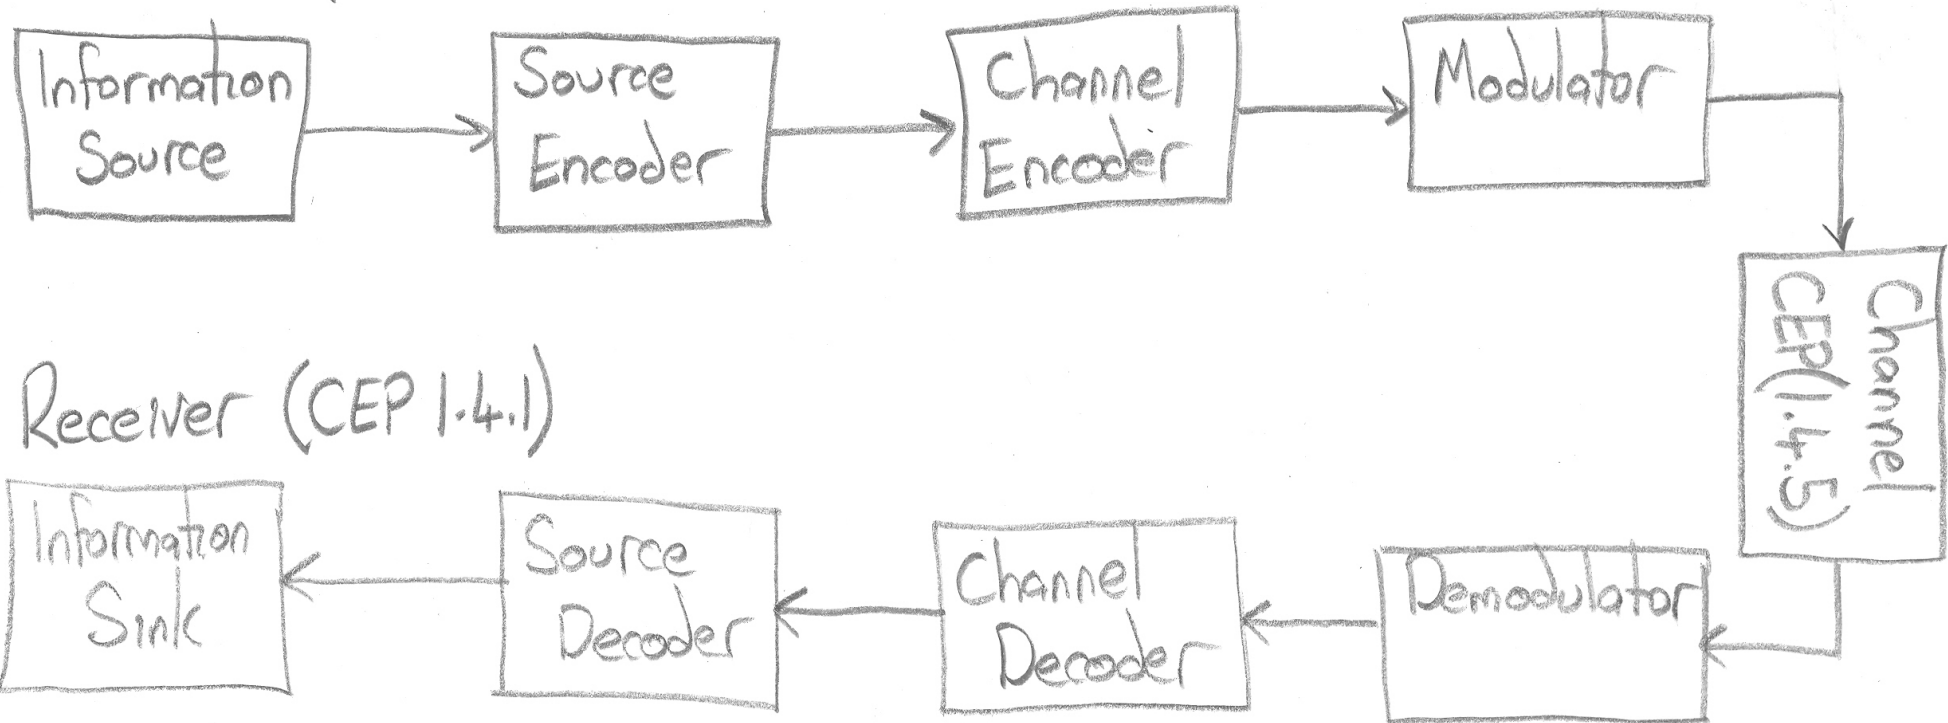 Information
Source
Source
Encoder
Channel
Encoder
Modulator
Channel
CEP(1.4.5)
Receiver (CEP 1.4.1)
Information
Sink
Source
Decoder
Channel
Decoder
Demodulator